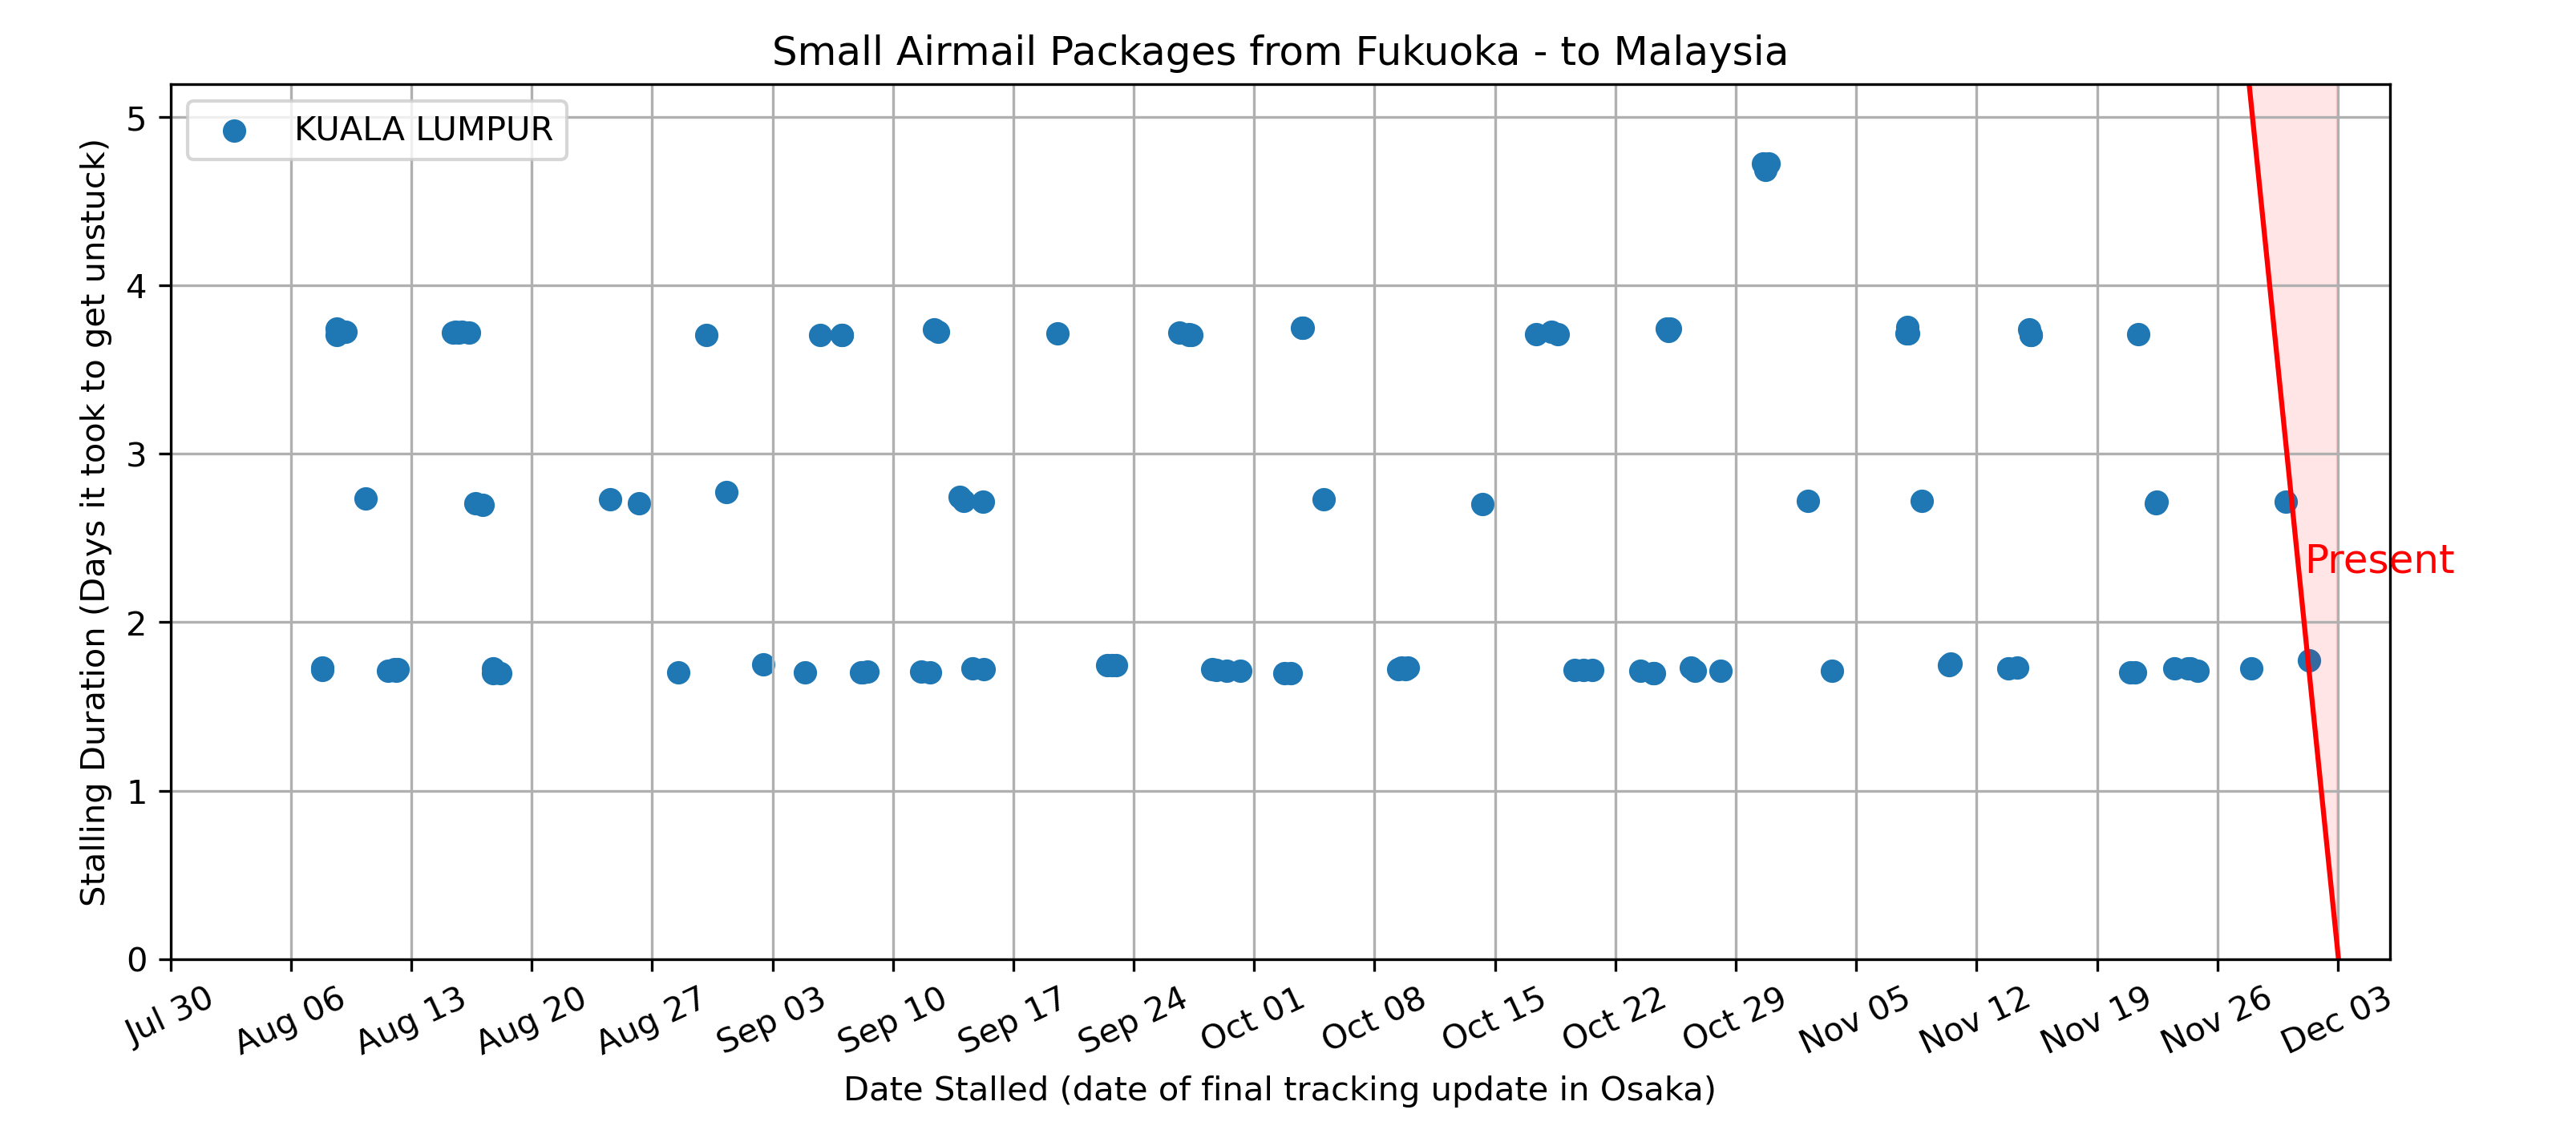 Small Airmail Packages from Fukuoka - to Malaysia
KUALA LUMPUR
Stalling Duration (Days it took to get unstuck)
5
4
3
2
1
0
Present
Jul 30
Aug 06
Aug 13
Aug 20
Aug 27
Sep 03
Sep 10
Sep 17
Sep 24
Oct 01
Oct 08
Oct 15
Oct 22
Oct 29
Nov 05
Nov 12
Nov 19
Nov 26
Dec 03
Date Stalled (date of final tracking update in Osaka)